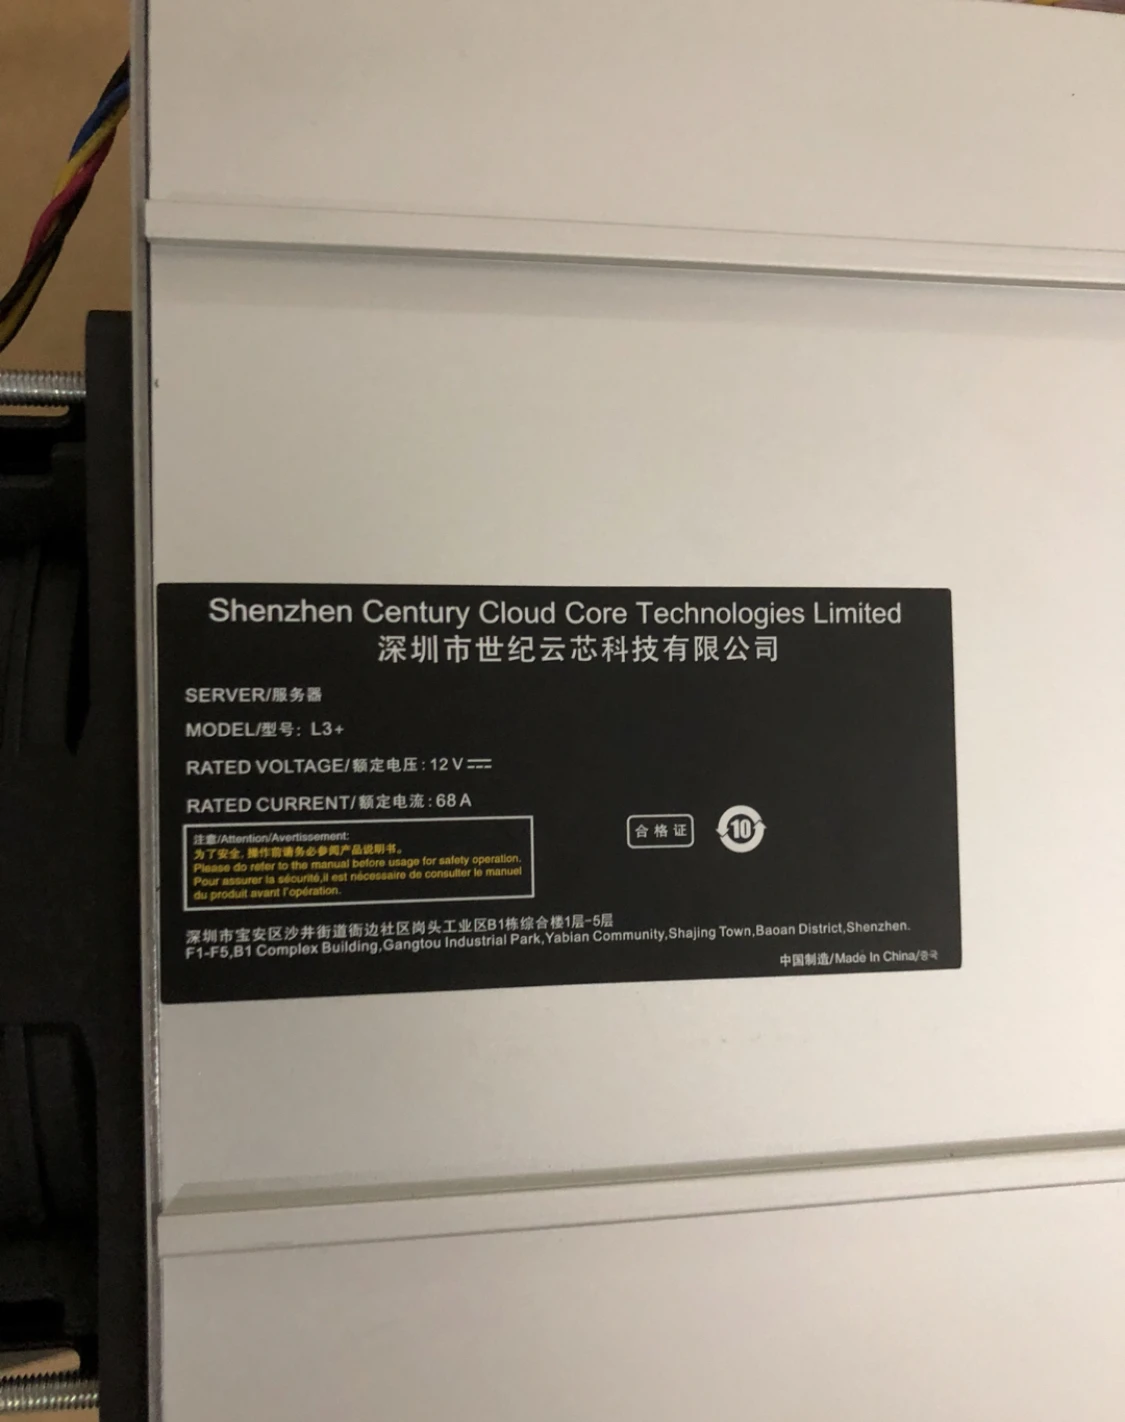 Shenzhen Century Cloud Core Technologies Limited
深圳市世纪云芯科技有限公司
SERVER/服务器
MODEL/型号: L3+
RATED VOLTAGE/额定电压: 12 V
RATED CURRENT/额定电流: 68 A
注意/Attention/Avertissement:
为了安全, 操作前请务必参阅产品说明书。
Please do refer to the manual before usage for safety operation.
Pour assurer la sécurité,il est nécessaire de consulter le manuel
du produit avant l'opération.
合格证
10
深圳市宝安区沙井街道衙边社区岗头工业区B1栋综合楼1层-5层
F1-F5,B1 Complex Building,Gangtou Industrial Park,Yabian Community,Shajing Town,Baoan District,Shenzhen.
中国制造/Made In China/중국